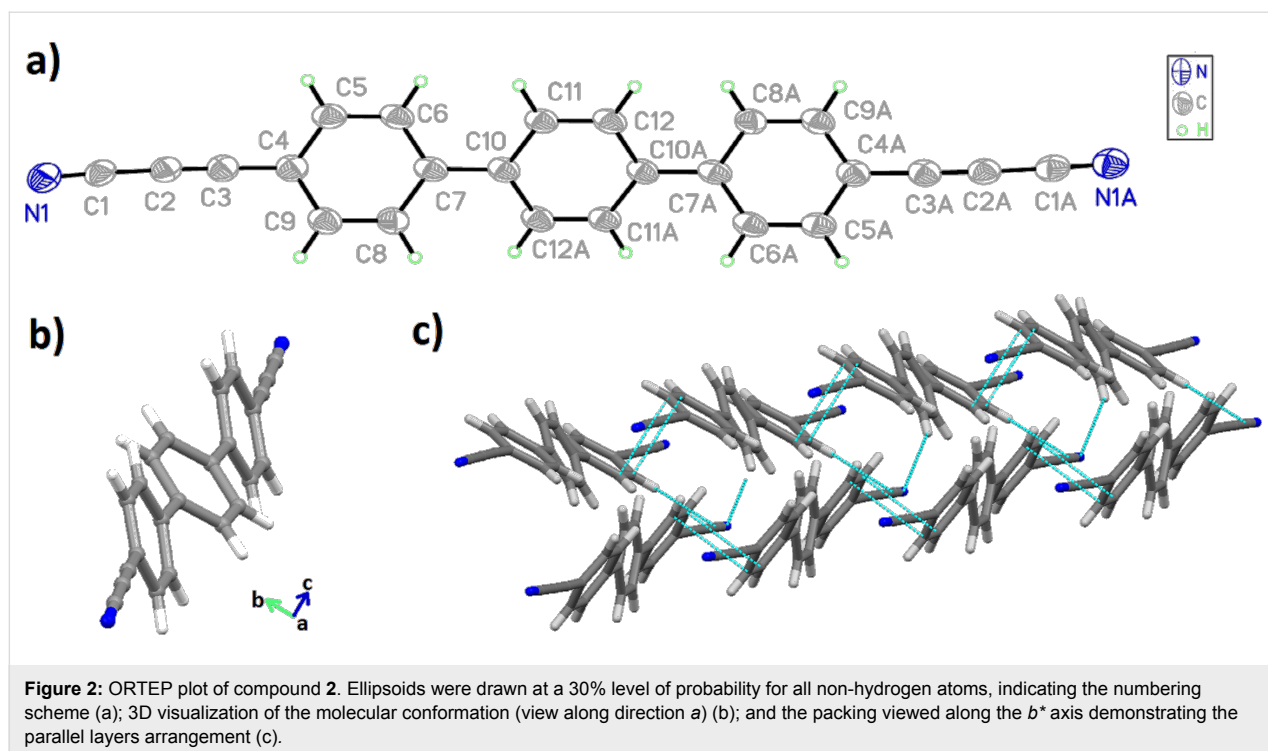 a)
N
C
H
C5
C6
C11
C12
C8A
C9A
C4
C10
C10A
C4A
N1
C1
C2
C3
C9
C8
C7
C12A
C11A
C7A
C6A
C5A
C3A
C2A
C1A
N1A
b)
c
b
a
c)
Figure 2: ORTEP plot of compound 2. Ellipsoids were drawn at a 30% level of probability for all non-hydrogen atoms, indicating the numbering
scheme (a); 3D visualization of the molecular conformation (view along direction a) (b); and the packing viewed along the b* axis demonstrating the
parallel layers arrangement (c).